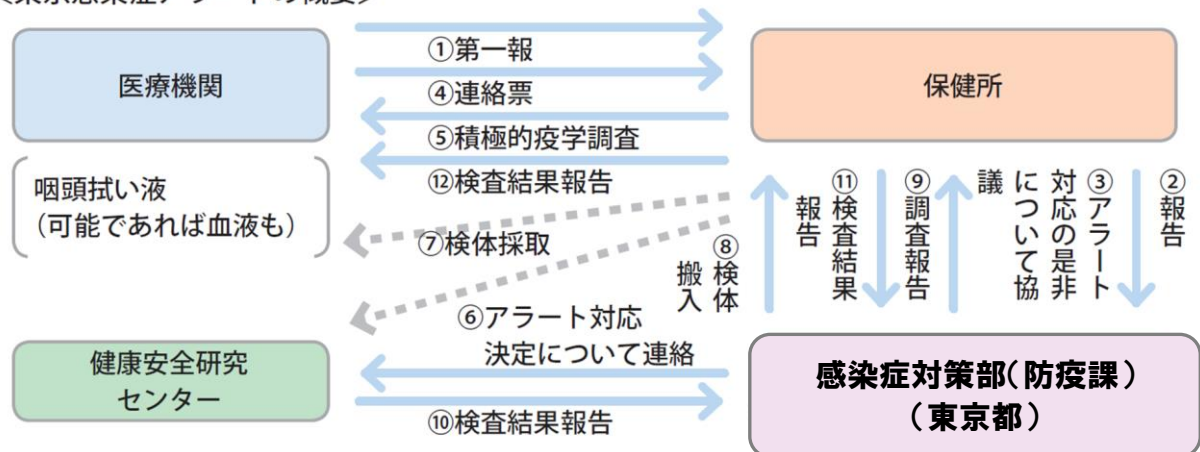 医療機関
①第一報
④連絡票
⑤積極的疫学調査
⑫検査結果報告
保健所
咽頭拭い液
（可能であれば血液も）
⑦検体採取
⑧検体
搬入
⑪検査結果
報告
⑨調査報告
③アラート
対応の是非
について協
議
②報告
⑥アラート対応
決定について連絡
健康安全研究
センター
⑩検査結果報告
感染症対策部（防疫課）
（東京都）